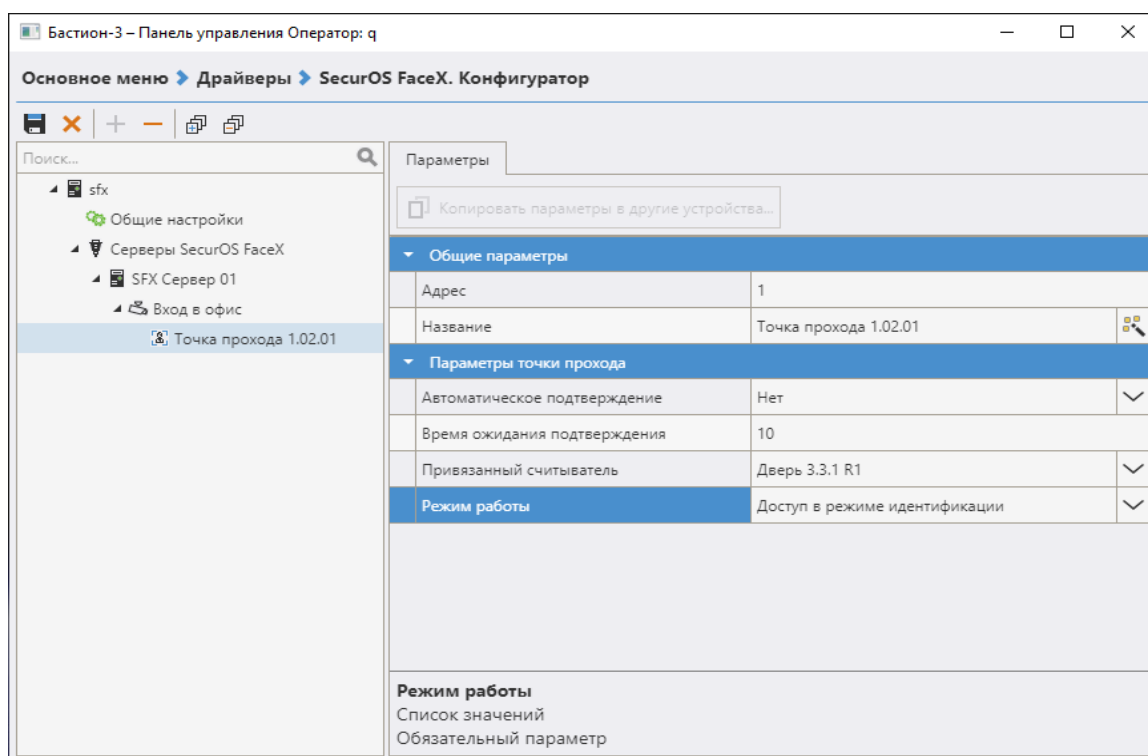 Бастион-3 – Панель управления Оператор: q
Основное меню Драйверы SecurOS FaceX. Конфигуратор
Поиск...
sfx
Общие настройки
Серверы SecurOS FaceX
SFX Сервер 01
Вход в офис
Точка прохода 1.02.01
Параметры
Копировать параметры в другие устройства...
Общие параметры
Адрес 1
Название Точка прохода 1.02.01
Параметры точки прохода
Автоматическое подтверждение Нет
Время ожидания подтверждения 10
Привязанный считыватель Дверь 3.3.1 R1
Режим работы Доступ в режиме идентификации
Режим работы
Список значений
Обязательный параметр